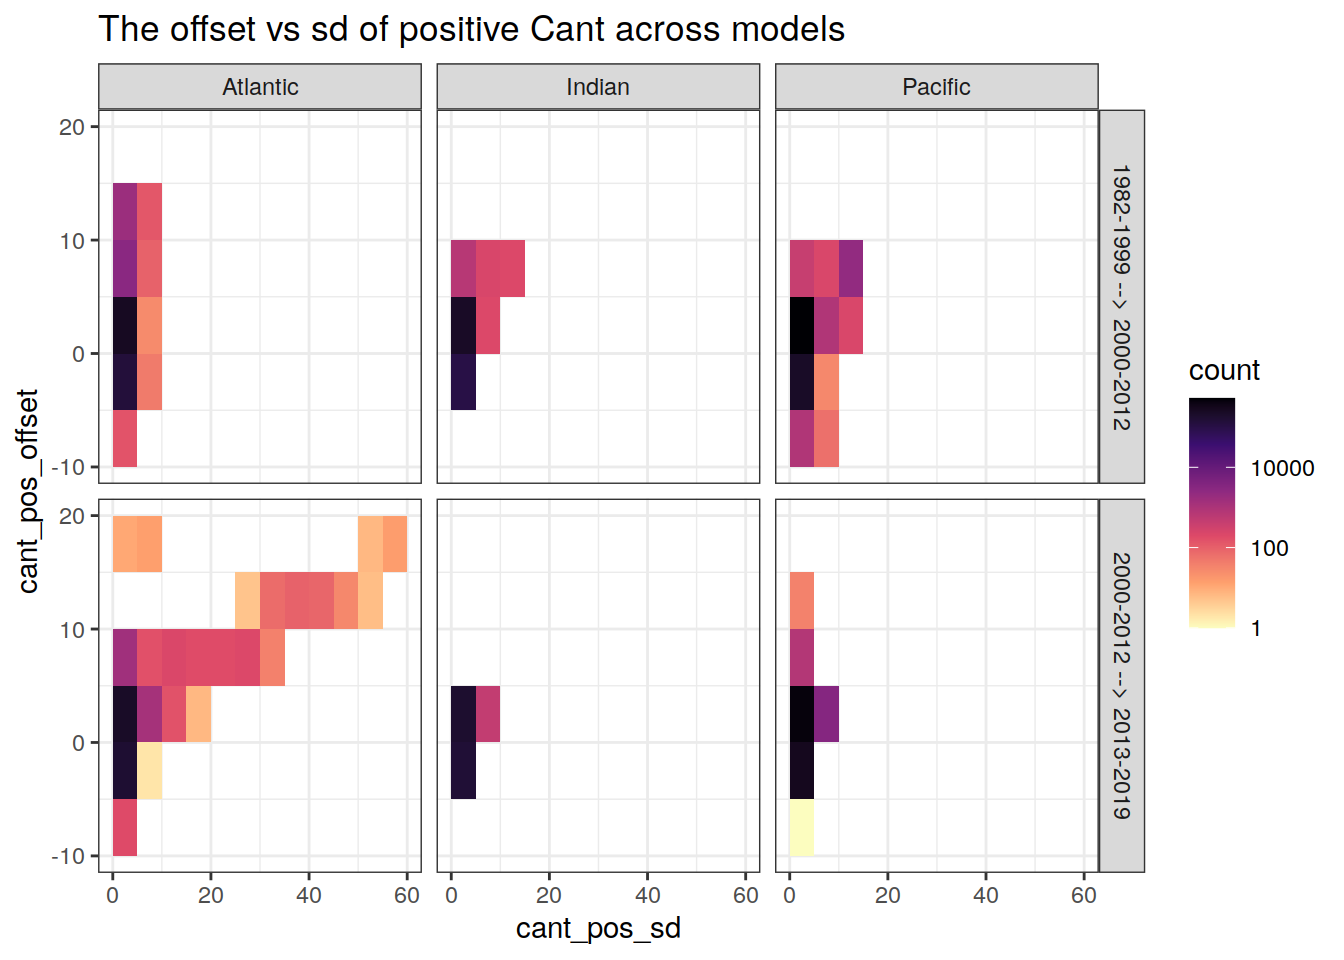 The offset vs sd of positive Cant across models
Atlantic
Indian
Pacific
20
10
0
-10
1982-1999 --> 2000-2012
20
10
0
-10
2000-2012 --> 2013-2019
0
20
40
60
0
20
40
60
0
20
40
60
cant_pos_sd
cant_pos_offset
count
10000
100
1